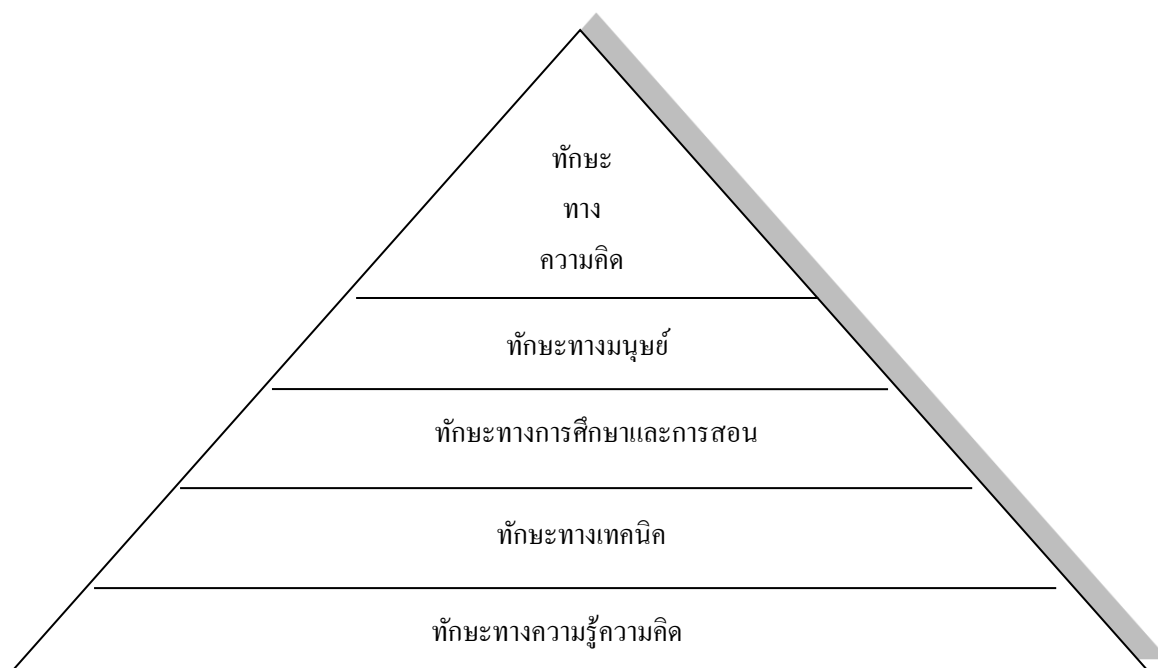 ทักษะ
ทาง
ความคิด
ทักษะทางมนุษย์
ทักษะทางการศึกษาและการสอน
ทักษะทางเทคนิค
ทักษะทางความรู้ความคิด